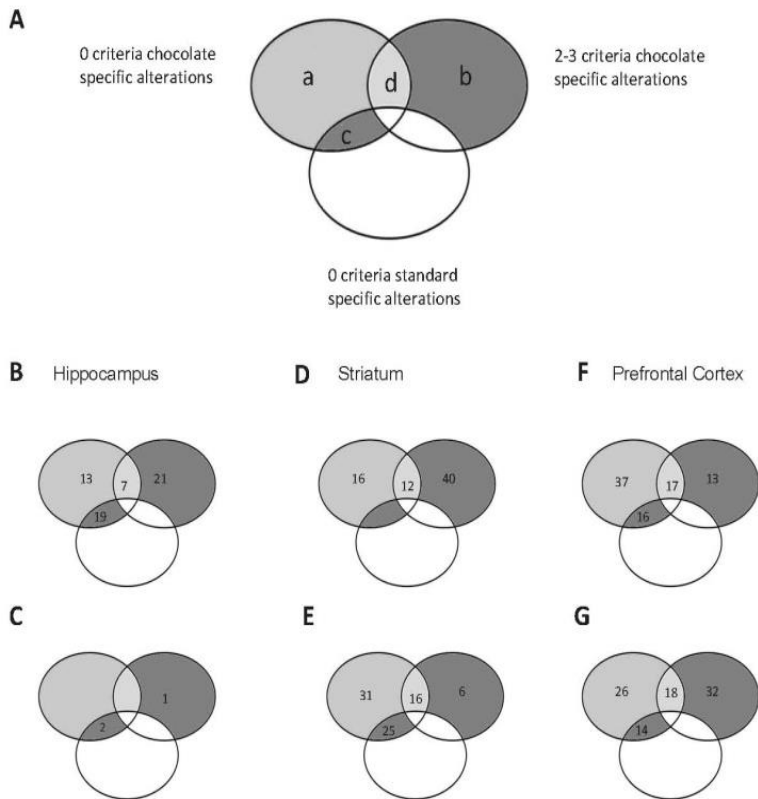 A
0 criteria chocolate
specific alterations
2-3 criteria chocolate
specific alterations
a
d
b
c
0 criteria standard
specific alterations
B Hippocampus
D Striatum
F Prefrontal Cortex
13 7 21
19
16 12 40
37 17 13
16
C
E
G
1
2
31 16 6
25
26 18 32
14